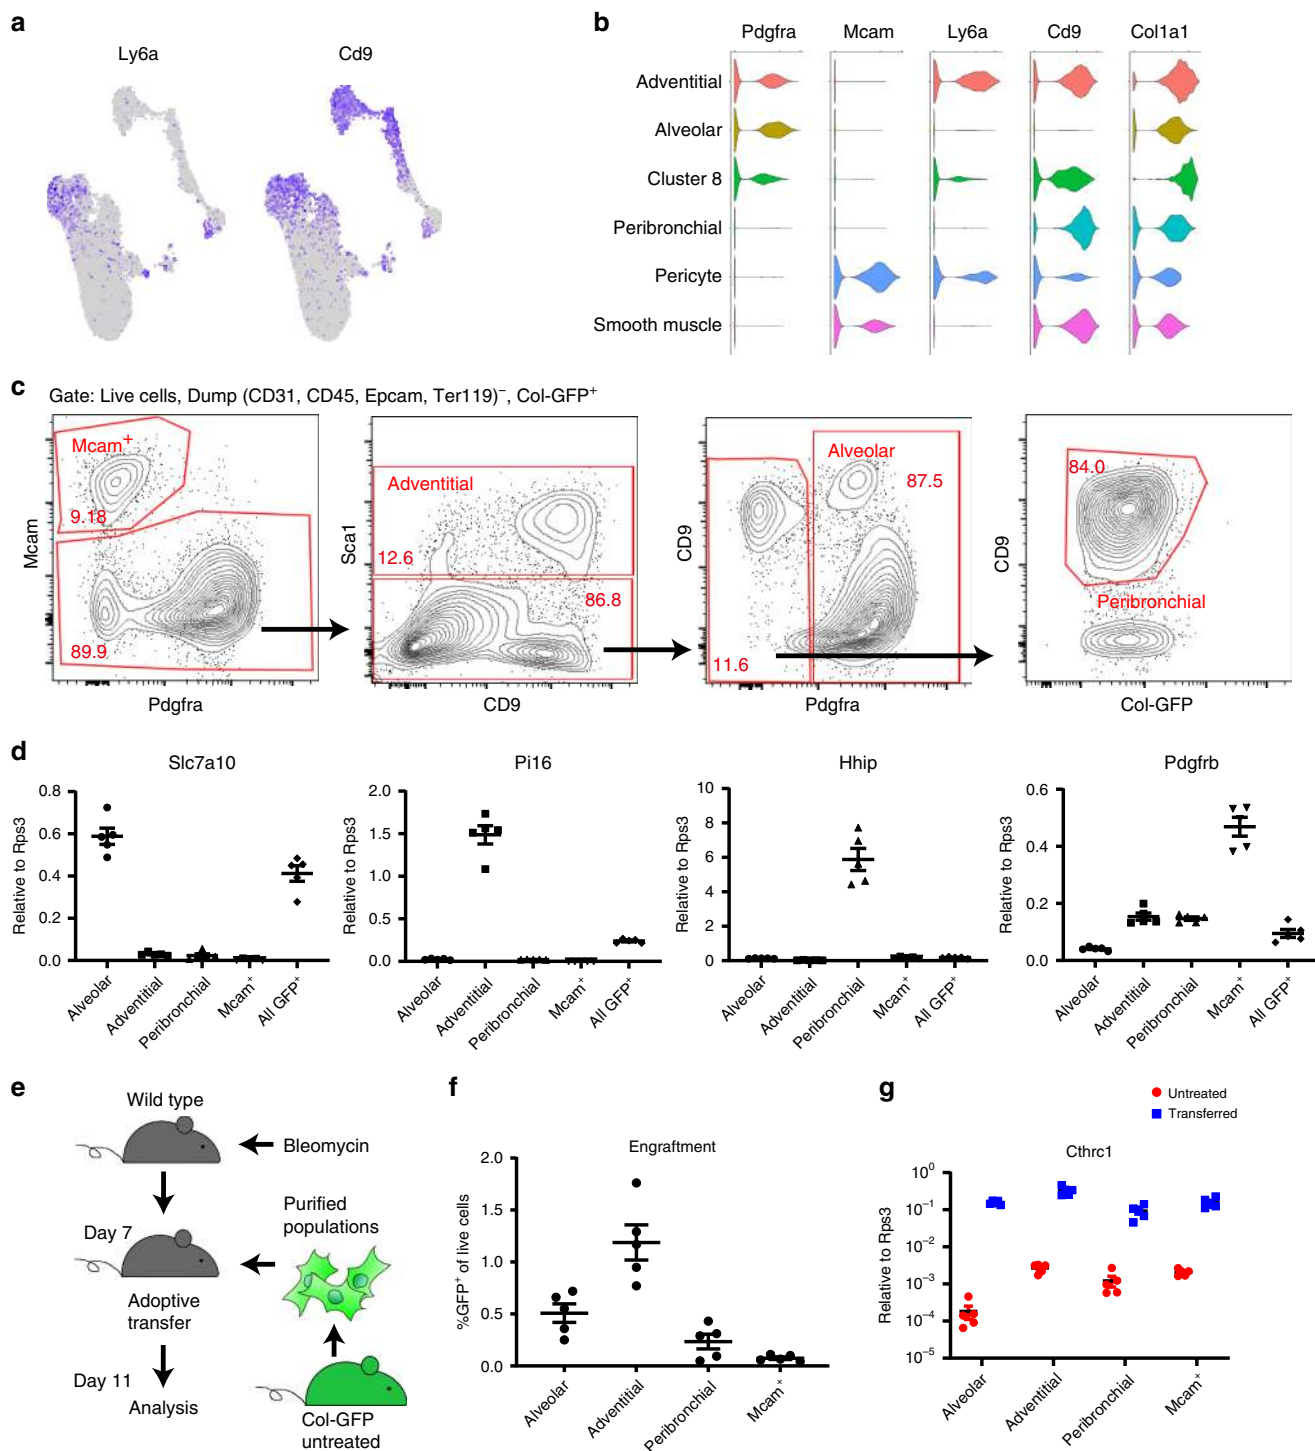 a
Ly6a
Cd9
b
Pdgfra
Mcam
Ly6a
Cd9
Col1a1
Adventitial
Alveolar
Cluster 8
Peribronchial
Pericyte
Smooth muscle
c
Gate: Live cells, Dump (CD31, CD45, Epcam, Ter119)⁻, Col-GFP⁺
Mcam⁺
9.18
89.9
Mcam
Pdgfra
Adventitial
12.6
86.8
Sca1
CD9
Alveolar
87.5
11.6
CD9
Pdgfra
84.0
Peribronchial
CD9
Col-GFP
d
Slc7a10
Relative to Rps3
0.8
0.6
0.4
0.2
0.0
Alveolar
Adventitial
Peribronchial
Mcam⁺
All GFP⁺
Pi16
Relative to Rps3
2.0
1.5
1.0
0.5
0.0
Alveolar
Adventitial
Peribronchial
Mcam⁺
All GFP⁺
Hhip
Relative to Rps3
10
8
6
4
2
0
Alveolar
Adventitial
Peribronchial
Mcam⁺
All GFP⁺
Pdgfrb
Relative to Rps3
0.6
0.4
0.2
0.0
Alveolar
Adventitial
Peribronchial
Mcam⁺
All GFP⁺
e
Wild type
Bleomycin
Purified
populations
Day 7
Adoptive
transfer
Day 11
Analysis
Col-GFP
untreated
f
Engraftment
%GFP⁺ of live cells
2.0
1.5
1.0
0.5
0.0
Alveolar
Adventitial
Peribronchial
Mcam⁺
g
Untreated
Transferred
Cthrc1
Relative to Rps3
10⁰
10⁻¹
10⁻²
10⁻³
10⁻⁴
10⁻⁵
Alveolar
Adventitial
Peribronchial
Mcam⁺